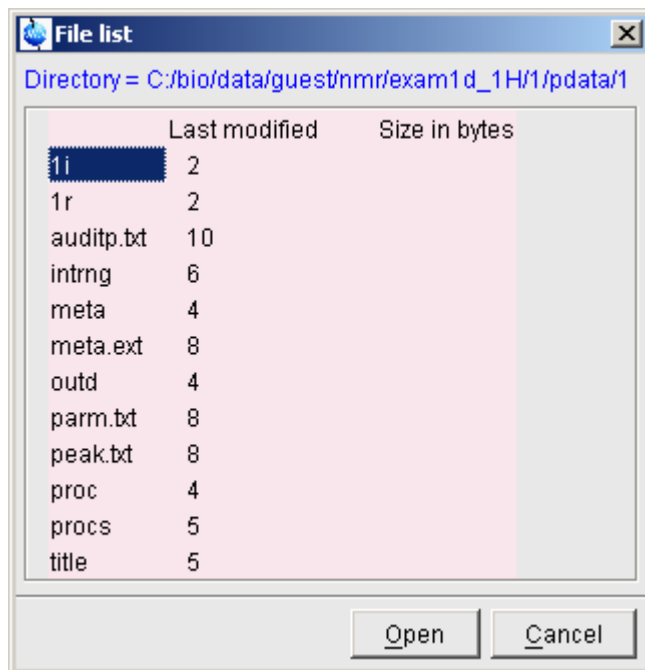 File list
Directory = C:/bio/data/guest/nmr/exam1d_1H/1/pdata/1
Last modified Size in bytes
1i 2
1r 2
auditp.txt 10
intrng 6
meta 4
meta.ext 8
outd 4
parm.txt 8
peak.txt 8
proc 4
procs 5
title 5
Open Cancel